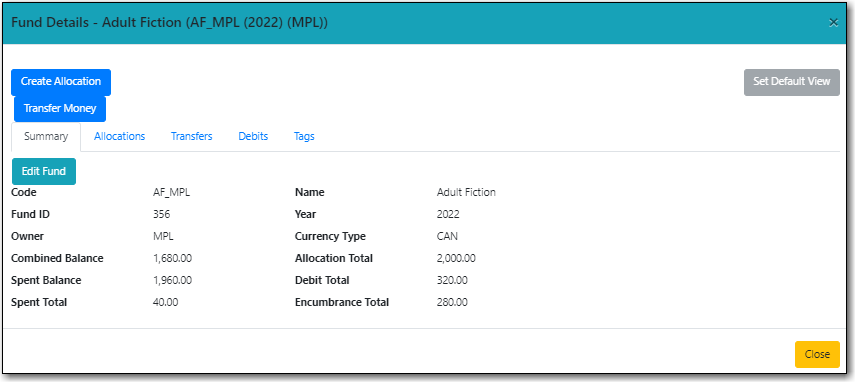 Fund Details - Adult Fiction (AF_MPL (2022) (MPL)) ×
Create Allocation Set Default View
Transfer Money
Summary Allocations Transfers Debits Tags
Edit Fund
Code AF_MPL Name Adult Fiction
Fund ID 356 Year 2022
Owner MPL Currency Type CAN
Combined Balance 1,680.00 Allocation Total 2,000.00
Spent Balance 1,960.00 Debit Total 320.00
Spent Total 40.00 Encumbrance Total 280.00
Close